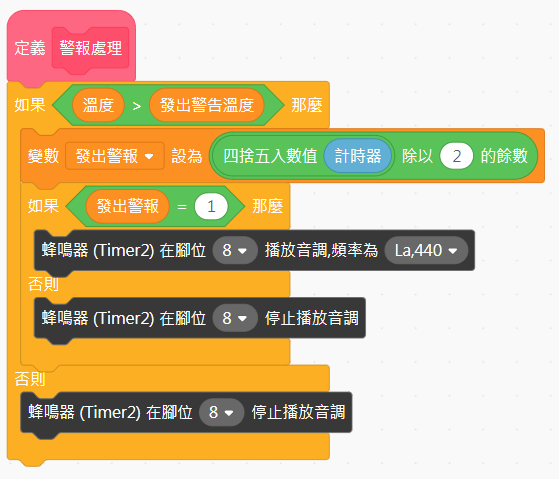 定義 警報處理
如果 溫度 > 發出警告溫度 那麼
變數 發出警報 設為 四捨五入數值 計時器 除以 2 的餘數
如果 發出警報 = 1 那麼
蜂鳴器 (Timer2) 在腳位 8 播放音調,頻率為 La,440
否則
蜂鳴器 (Timer2) 在腳位 8 停止播放音調
否則
蜂鳴器 (Timer2) 在腳位 8 停止播放音調